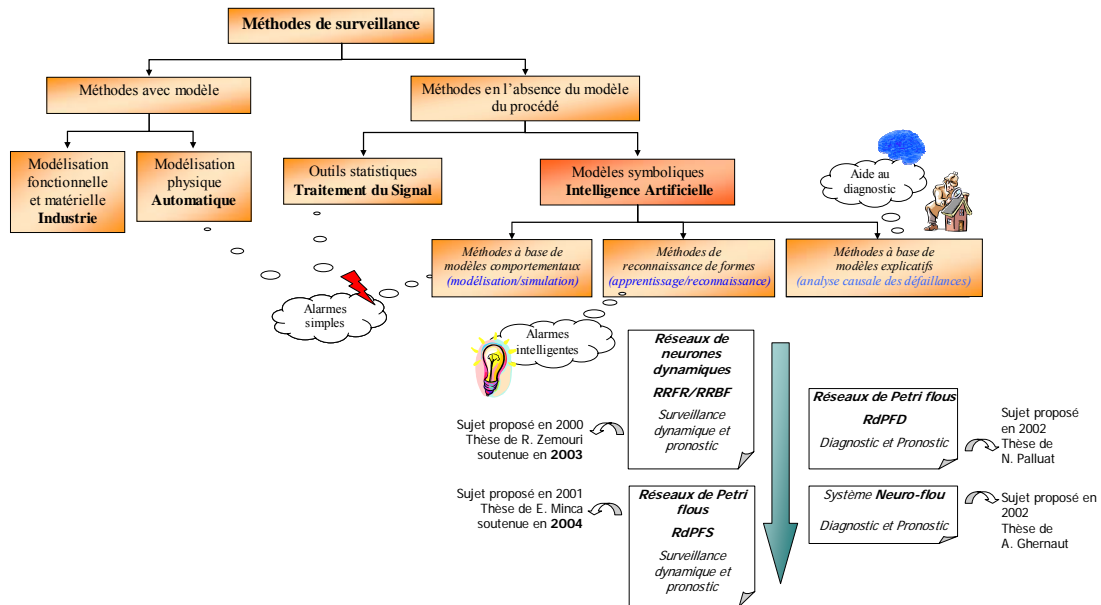 Méthodes de surveillance
Méthodes avec modèle
Méthodes en l'absence du modèle
du procédé
Modélisation
fonctionnelle
et matérielle
Industrie
Modélisation
physique
Automatique
Outils statistiques
Traitement du Signal
Modèles symboliques
Intelligence Artificielle
Aide au
diagnostic
Méthodes à base de
modèles comportementaux
(modélisation/simulation)
Méthodes de
reconnaissance de formes
(apprentissage/reconnaissance)
Méthodes à base de
modèles explicatifs
(analyse causale des défaillances)
Alarmes
simples
Alarmes
intelligentes
Réseaux de
neurones
dynamiques
RRFR/RRBF
Surveillance
dynamique et
pronostic
Sujet proposé en 2000
Thèse de R. Zemouri
soutenue en 2003
Réseaux de Petri flous
RdPFD
Diagnostic et Pronostic
Sujet proposé
en 2002
Thèse de
N. Palluat
Sujet proposé en 2001
Thèse de E. Minca
soutenue en 2004
Réseaux de Petri
flous
RdPFS
Surveillance
dynamique et
pronostic
Système Neuro-flou
Diagnostic et Pronostic
Sujet proposé en
2002
Thèse de
A. Ghernaut